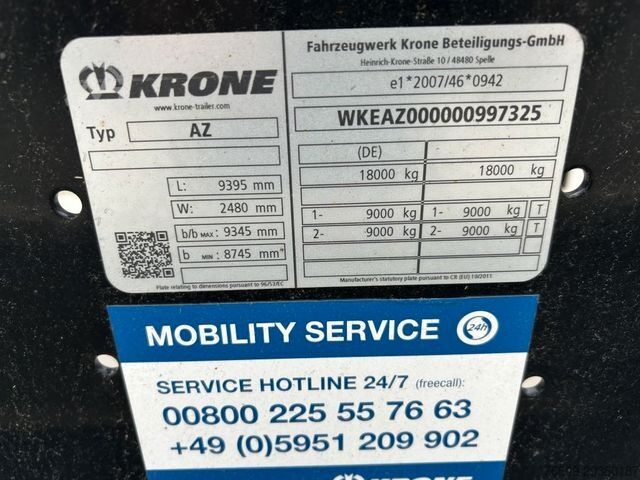 KRONE
www.krone-trailer.com
Typ AZ
L: 9395 mm
W: 2480 mm
b/b MAX : 9345 mm
b MIN : 8745 mm"
Plate relating to dimensions pursuant to 96/53/EC
Fahrzeugwerk Krone Beteiligungs-GmbH
Heinrich-Krone-Straße 10 / 48480 Spelle
e1*2007/46*0942
WKEAZ000000997325
(DE)
18000 kg 18000 kg
1- 9000 kg 1- 9000 kg T
2- 9000 kg 2- 9000 kg T
Manufacturer's statutory plate pursuant to CR (EU) 19/2011
MOBILITY SERVICE 24h
SERVICE HOTLINE 24/7 (freecall):
00800 225 55 76 63
+49 (0)5951 209 902
KRONE